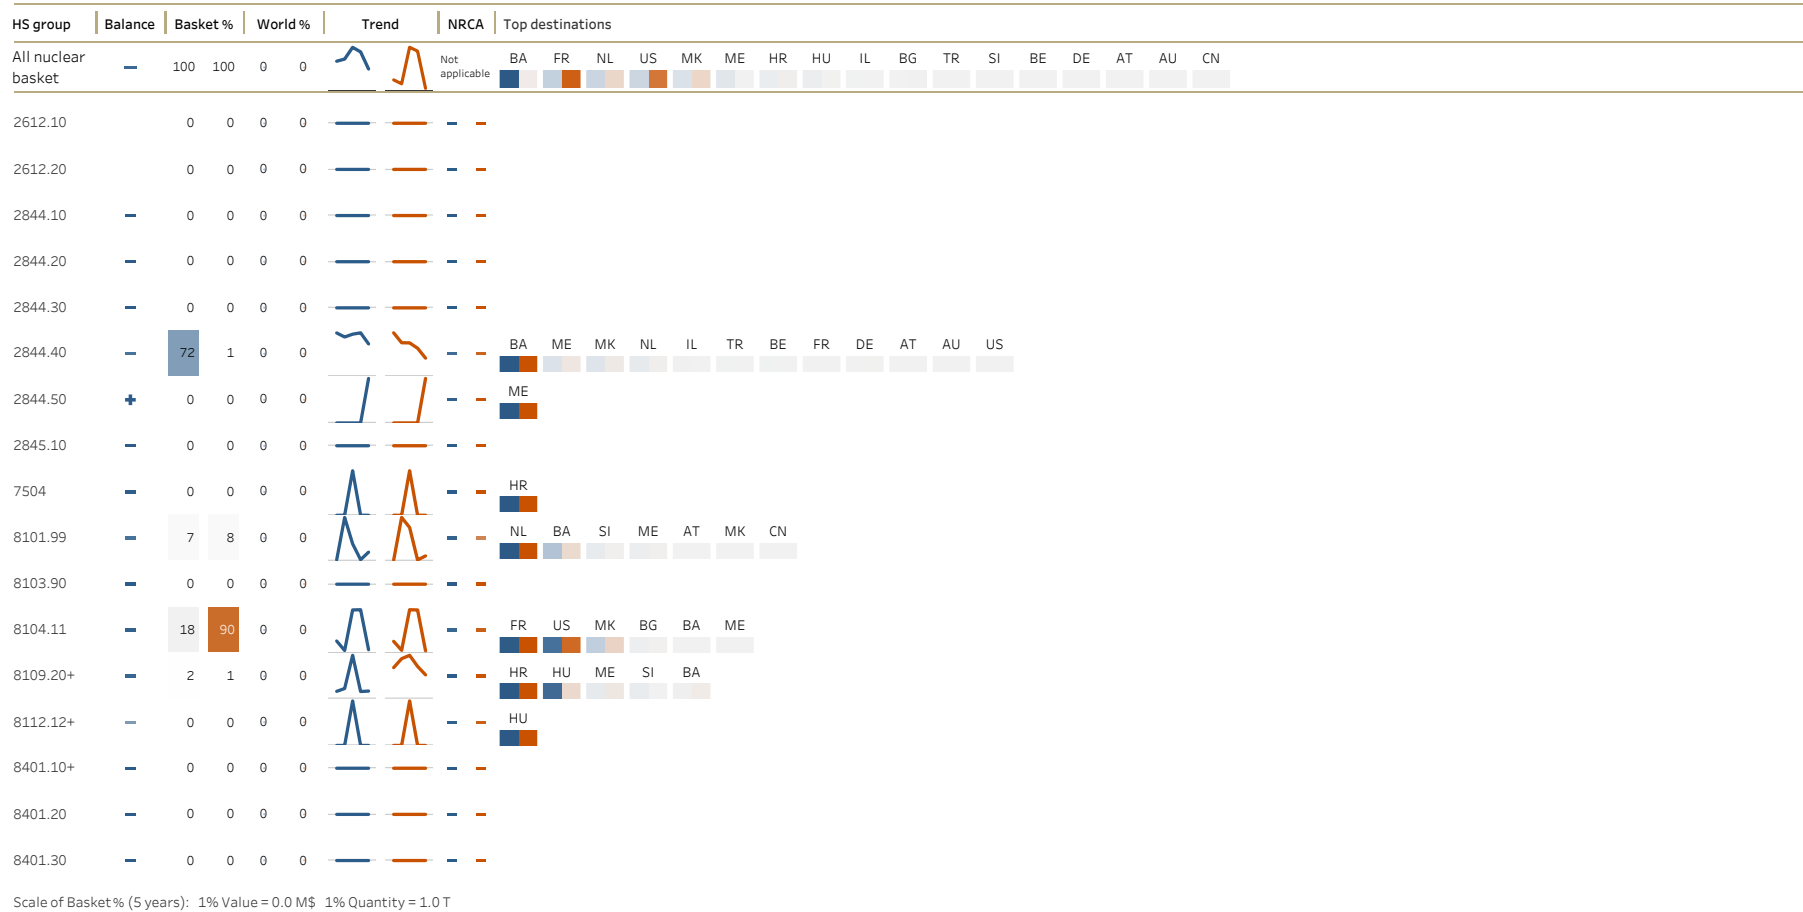 HS group Balance Basket % World % Trend NRCA Top destinations
All nuclear basket 100 100 0 0 Not applicable BA FR NL US MK ME HR HU IL BG TR SI BE DE AT AU CN
2612.10 0 0 0 0
2612.20 0 0 0 0
2844.10 0 0 0 0
2844.20 0 0 0 0
2844.30 0 0 0 0
2844.40 72 1 0 0 BA ME MK NL IL TR BE FR DE AT AU US
2844.50 0 0 0 0 ME
2845.10 0 0 0 0
7504 0 0 0 0 HR
8101.99 7 8 0 0 NL BA SI ME AT MK CN
8103.90 0 0 0 0
8104.11 18 90 0 0 FR US MK BG BA ME
8109.20+ 2 1 0 0 HR HU ME SI BA
8112.12+ 0 0 0 0 HU
8401.10+ 0 0 0 0
8401.20 0 0 0 0
8401.30 0 0 0 0
Scale of Basket% (5 years): 1% Value = 0.0 M$ 1% Quantity = 1.0 T